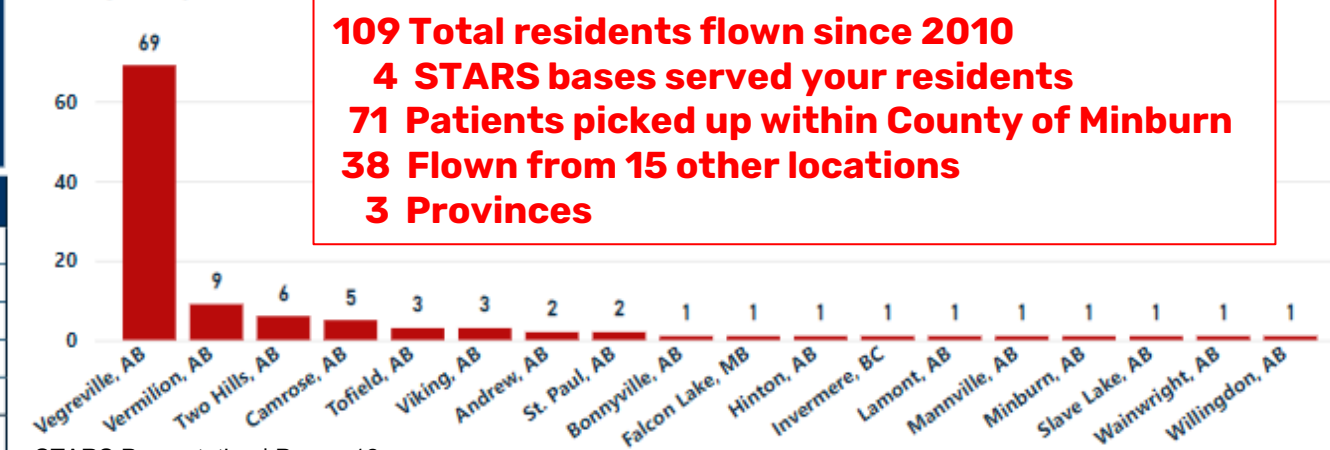 109 Total residents flown since 2010
4 STARS bases served your residents
71 Patients picked up within County of Minburn
38 Flown from 15 other locations
3 Provinces
60
40
20
0
69
9
6
5
3
3
2
2
1
1
1
1
1
1
1
1
1
1
Vegreville, AB
Vermilion, AB
Two Hills, AB
Camrose, AB
Tofield, AB
Viking, AB
Andrew, AB
St. Paul, AB
Bonnyville, AB
Falcon Lake, MB
Hinton, AB
Invermere, BC
Lamont, AB
Mannville, AB
Minburn, AB
Slave Lake, AB
Wainwright, AB
Willingdon, AB